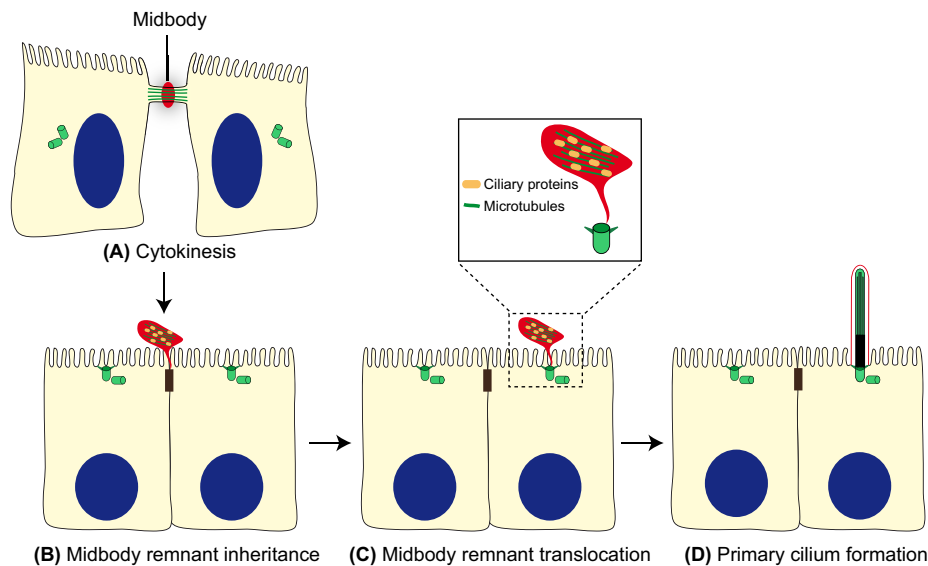 Midbody
(A) Cytokinesis
Ciliary proteins
Microtubules
(B) Midbody remnant inheritance
(C) Midbody remnant translocation
(D) Primary cilium formation